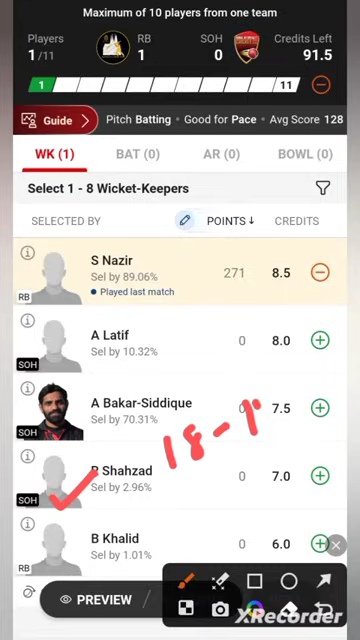 Maximum of 10 players from one team
Players
1/11
RB
1
SOH
0
Credits Left
91.5
1
11
Guide
Pitch Batting • Good for Pace • Avg Score 128
WK (1)
BAT (0)
AR (0)
BOWL (0)
Select 1 - 8 Wicket-Keepers
SELECTED BY
POINTS↓
CREDITS
S Nazir
Sel by 89.06%
• Played last match
RB
271
8.5
A Latif
Sel by 10.32%
SOH
0
8.0
A Bakar-Siddique
Sel by 70.31%
SOH
0
7.5
18-1
Shahzad
Sel by 2.96%
SOH
0
7.0
B Khalid
Sel by 1.01%
RB
0
6.0
PREVIEW
XRecorder